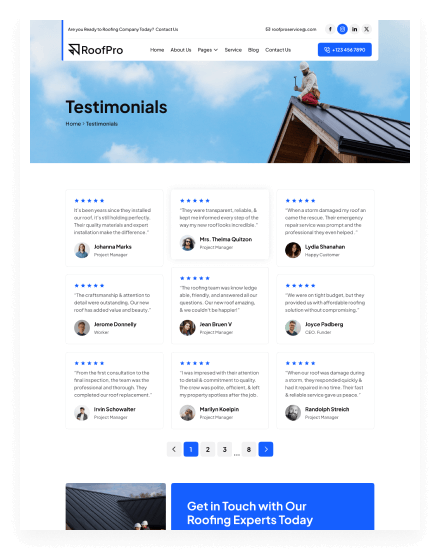 Are you Ready to Roofing Company Today? Contact Us
roofproservice@.com
RoofPro
Home About Us Pages Service Blog Contact Us
+123 456 7890
Testimonials
Home Testimonials
It's been years since they installed
our roof, it's still holding perfectly.
Their quality materials and expert
installation make the difference."
Johanna Marks
Project Manager
"They were transparent, reliable, &
kept me informed every step of the
way my new roof looks incredible."
Mrs. Thelma Quitzon
Project Manager
"When a storm damaged my roof an
came the rescue. Their emergency
repair service was prompt and the
professional they even helped."
Lydia Shanahan
Happy Customer
"The craftsmanship & attention to
detail were outstanding. Our new
roof has added value and beauty."
Jerome Donnelly
Worker
"The roofing team was know ledge
able, friendly, and answered all our
questions. Our new roof amazing,
& we couldn't be happier!"
Jean Bruen V
Project Manager
"We were on tight budget, but they
provided us with affordable roofing
solution without compromising."
Joyce Padberg
CEO, Funder
"From the first consultation to the
final inspection, the team was the
professional and thorough. They
completed our roof replacement."
Irvin Schowalter
Project Manager
"I was impressed with their attention
to detail & commitment to quality.
The crew was polite, efficient, & left
my property spotless after the job.
Marilyn Koelpin
Project Manager
"When our roof was damage during
a storm, they responded quickly &
had it repaired in no time. Their fast
& reliable service gave us peace."
Randolph Streich
Project Manager
1 2 3 ... 8
Get in Touch with Our
Roofing Experts Today